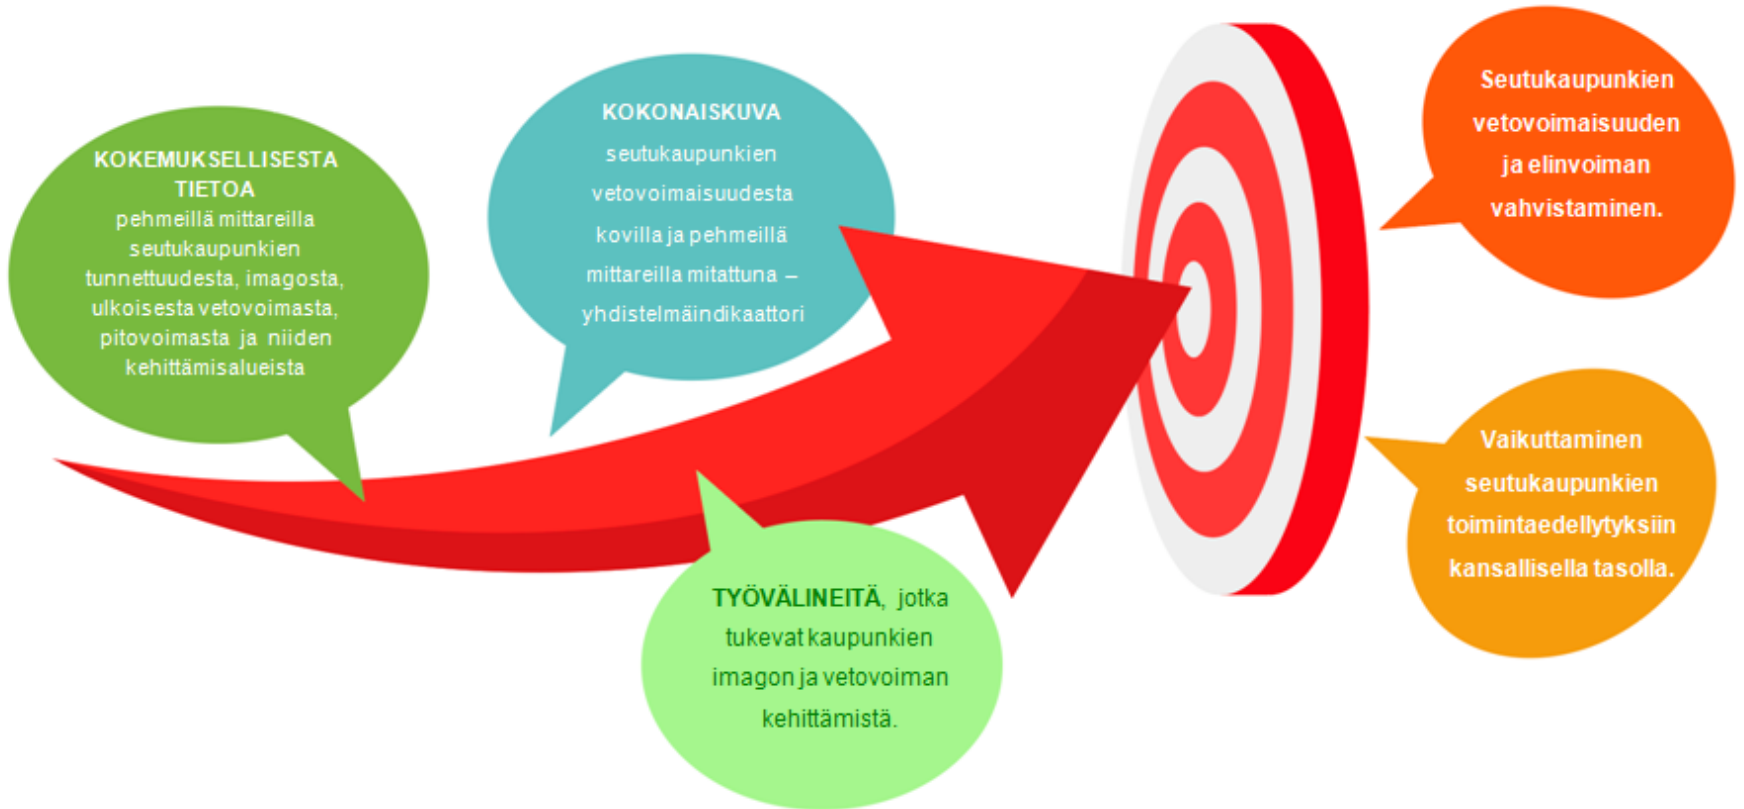 KOKEMUKSELLISESTA
TIETOA
pehmeillä mittareilla
seutukaupunkien
tunnettuudesta, imagosta,
ulkoisesta vetovoimasta,
pitovoimasta ja niiden
kehittämisalueista
KOKONAISKUVA
seutukaupunkien
vetovoimaisuudesta
kovilla ja pehmeillä
mittareilla mitattuna –
yhdistelmäindikaattori
TYÖVÄLINEITÄ, jotka
tukevat kaupunkien
imagon ja vetovoiman
kehittämistä.
Seutukaupunkien
vetovoimaisuuden
ja elinvoiman
vahvistaminen.
Vaikuttaminen
seutukaupunkien
toimintaedellytyksiin
kansallisella tasolla.